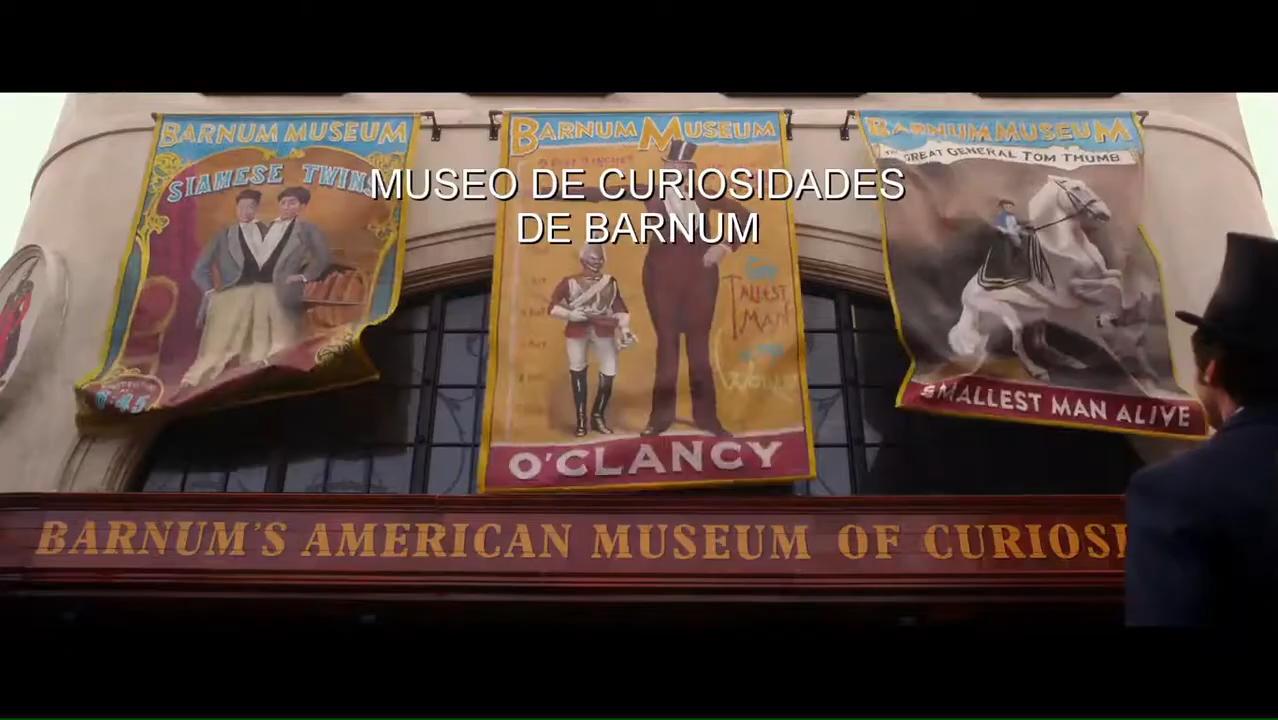 BARNUM MUSEUM
SIAMESE TWINS
BARNUM MUSEUM
TALLEST
MAN
O'CLANCY
BARNUM MUSEUM
GREAT GENERAL TOM THUMB
SMALLEST MAN ALIVE
MUSEO DE CURIOSIDADES
DE BARNUM
BARNUM'S AMERICAN MUSEUM OF CURIOSI